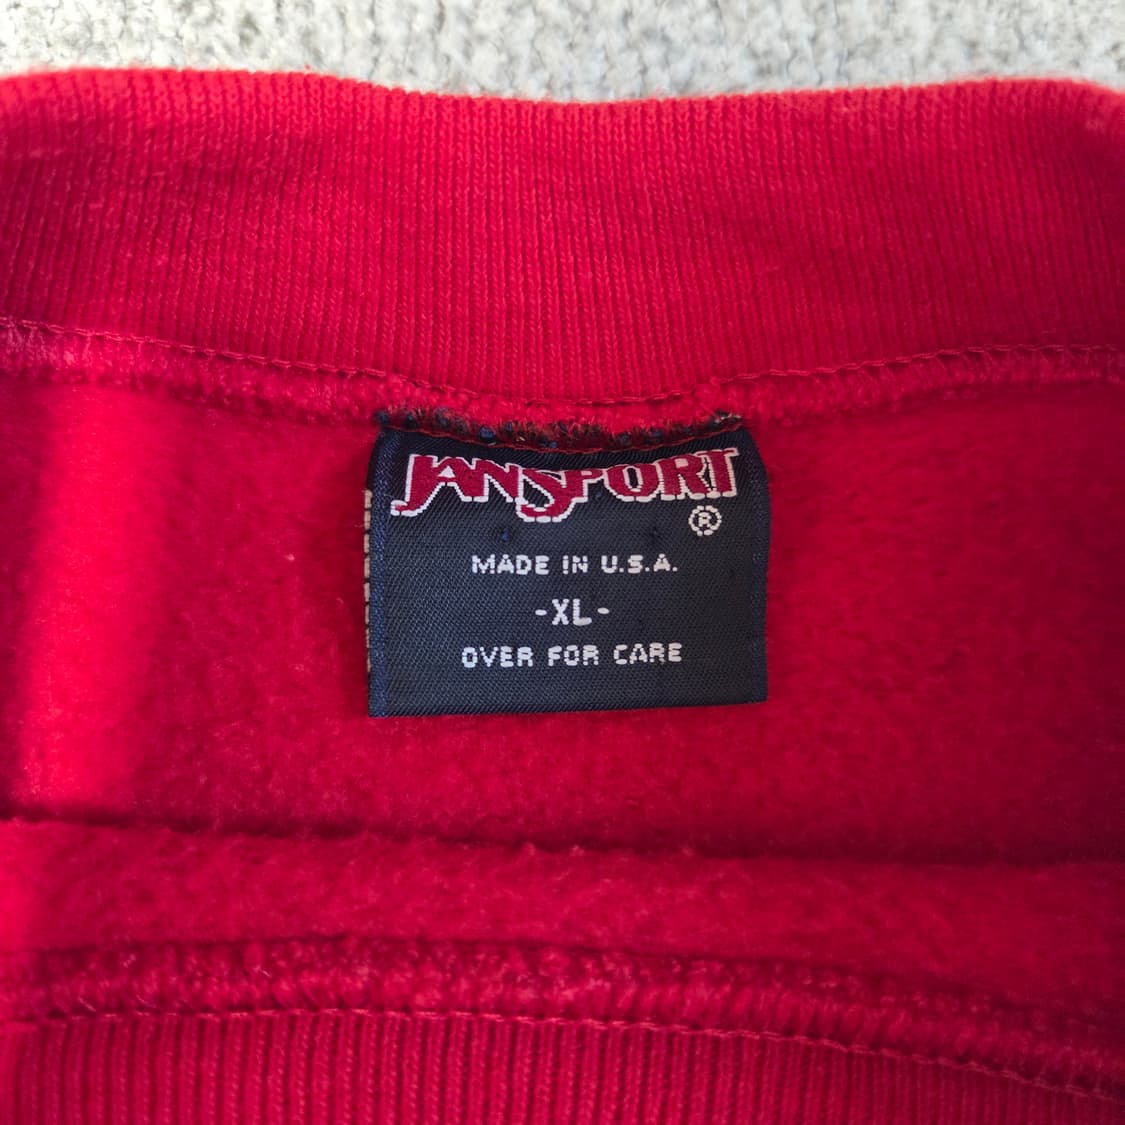 JANSPORT
®
MADE IN U.S.A.
-XL-
OVER FOR CARE